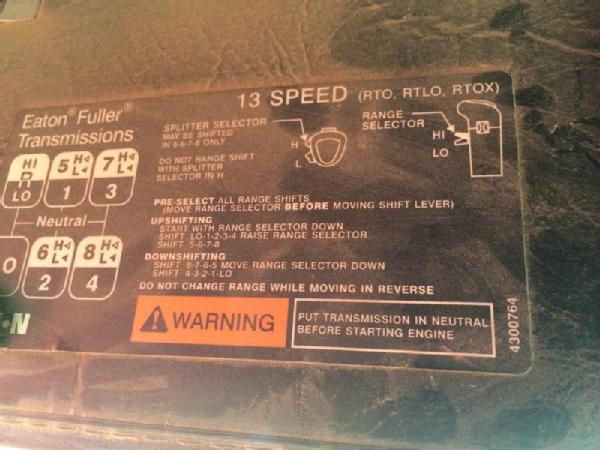 13 SPEED (RTO, RTLO, RTOX)
Eaton® Fuller®
Transmissions
SPLITTER SELECTOR
MAY BE SHIFTED
IN 5-6-7-8 ONLY
H
L
RANGE
SELECTOR
HI
LO
DO NOT RANGE SHIFT
WITH SPLITTER
SELECTOR IN H
HI
R
LO
5 H L
1
7 H L
3
Neutral
O
6 H L
2
8 H L
4
PRE-SELECT ALL RANGE SHIFTS
(MOVE RANGE SELECTOR BEFORE MOVING SHIFT LEVER)
UPSHIFTING
START WITH RANGE SELECTOR DOWN
SHIFT LO-1-2-3-4 RAISE RANGE SELECTOR
SHIFT 5-6-7-8
DOWNSHIFTING
SHIFT 8-7-6-5 MOVE RANGE SELECTOR DOWN
SHIFT 4-3-2-1-LO
DO NOT CHANGE RANGE WHILE MOVING IN REVERSE
WARNING
PUT TRANSMISSION IN NEUTRAL
BEFORE STARTING ENGINE
4300764